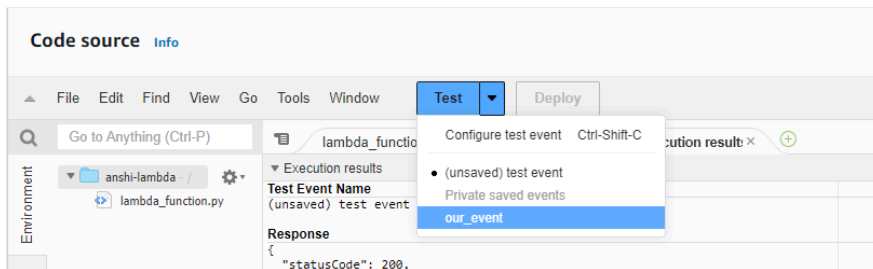 Code source Info
File Edit Find View Go Tools Window Test Deploy
Go to Anything (Ctrl-P)
lambda_functio
cution results ×
Configure test event Ctrl-Shift-C
(unsaved) test event
Private saved events
our_event
Environment
anshi-lambda - /
lambda_function.py
Execution results
Test Event Name
(unsaved) test event
Response
{
"statusCode": 200,